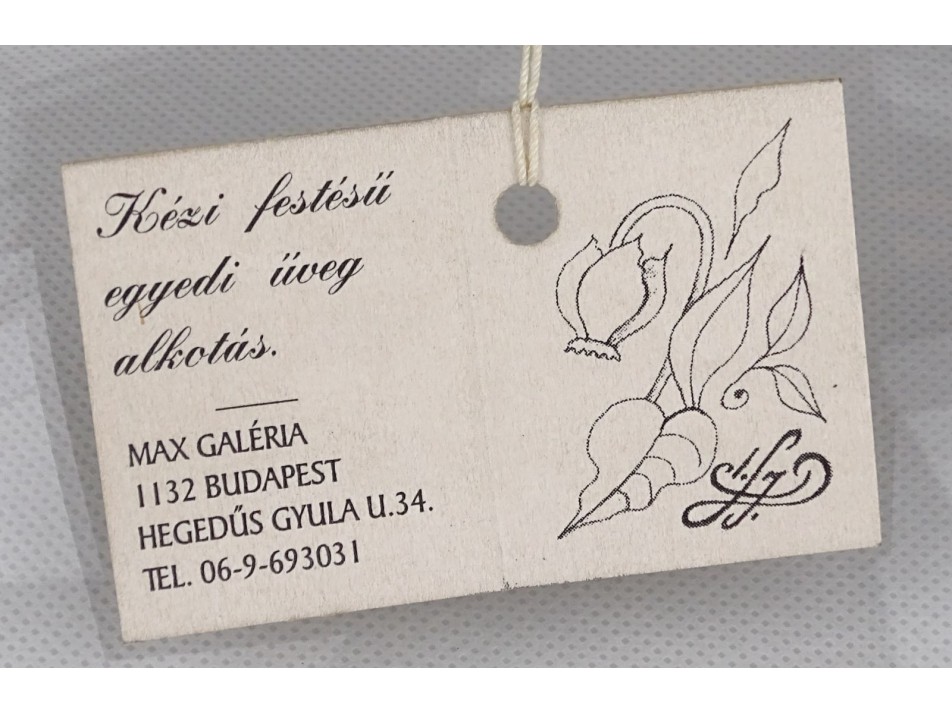 Kézi festésű
egyedi üveg
alkotás.
MAX GALÉRIA
1132 BUDAPEST
HEGEDŰS GYULA U.34.
TEL. 06-9-693031